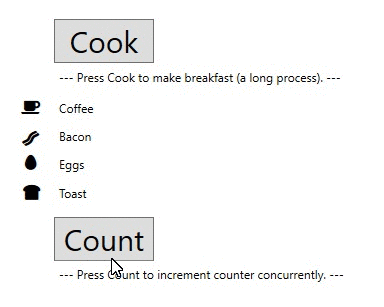 Cook
--- Press Cook to make breakfast (a long process). ---
Coffee
Bacon
Eggs
Toast
Count
--- Press Count to increment counter concurrently. ---